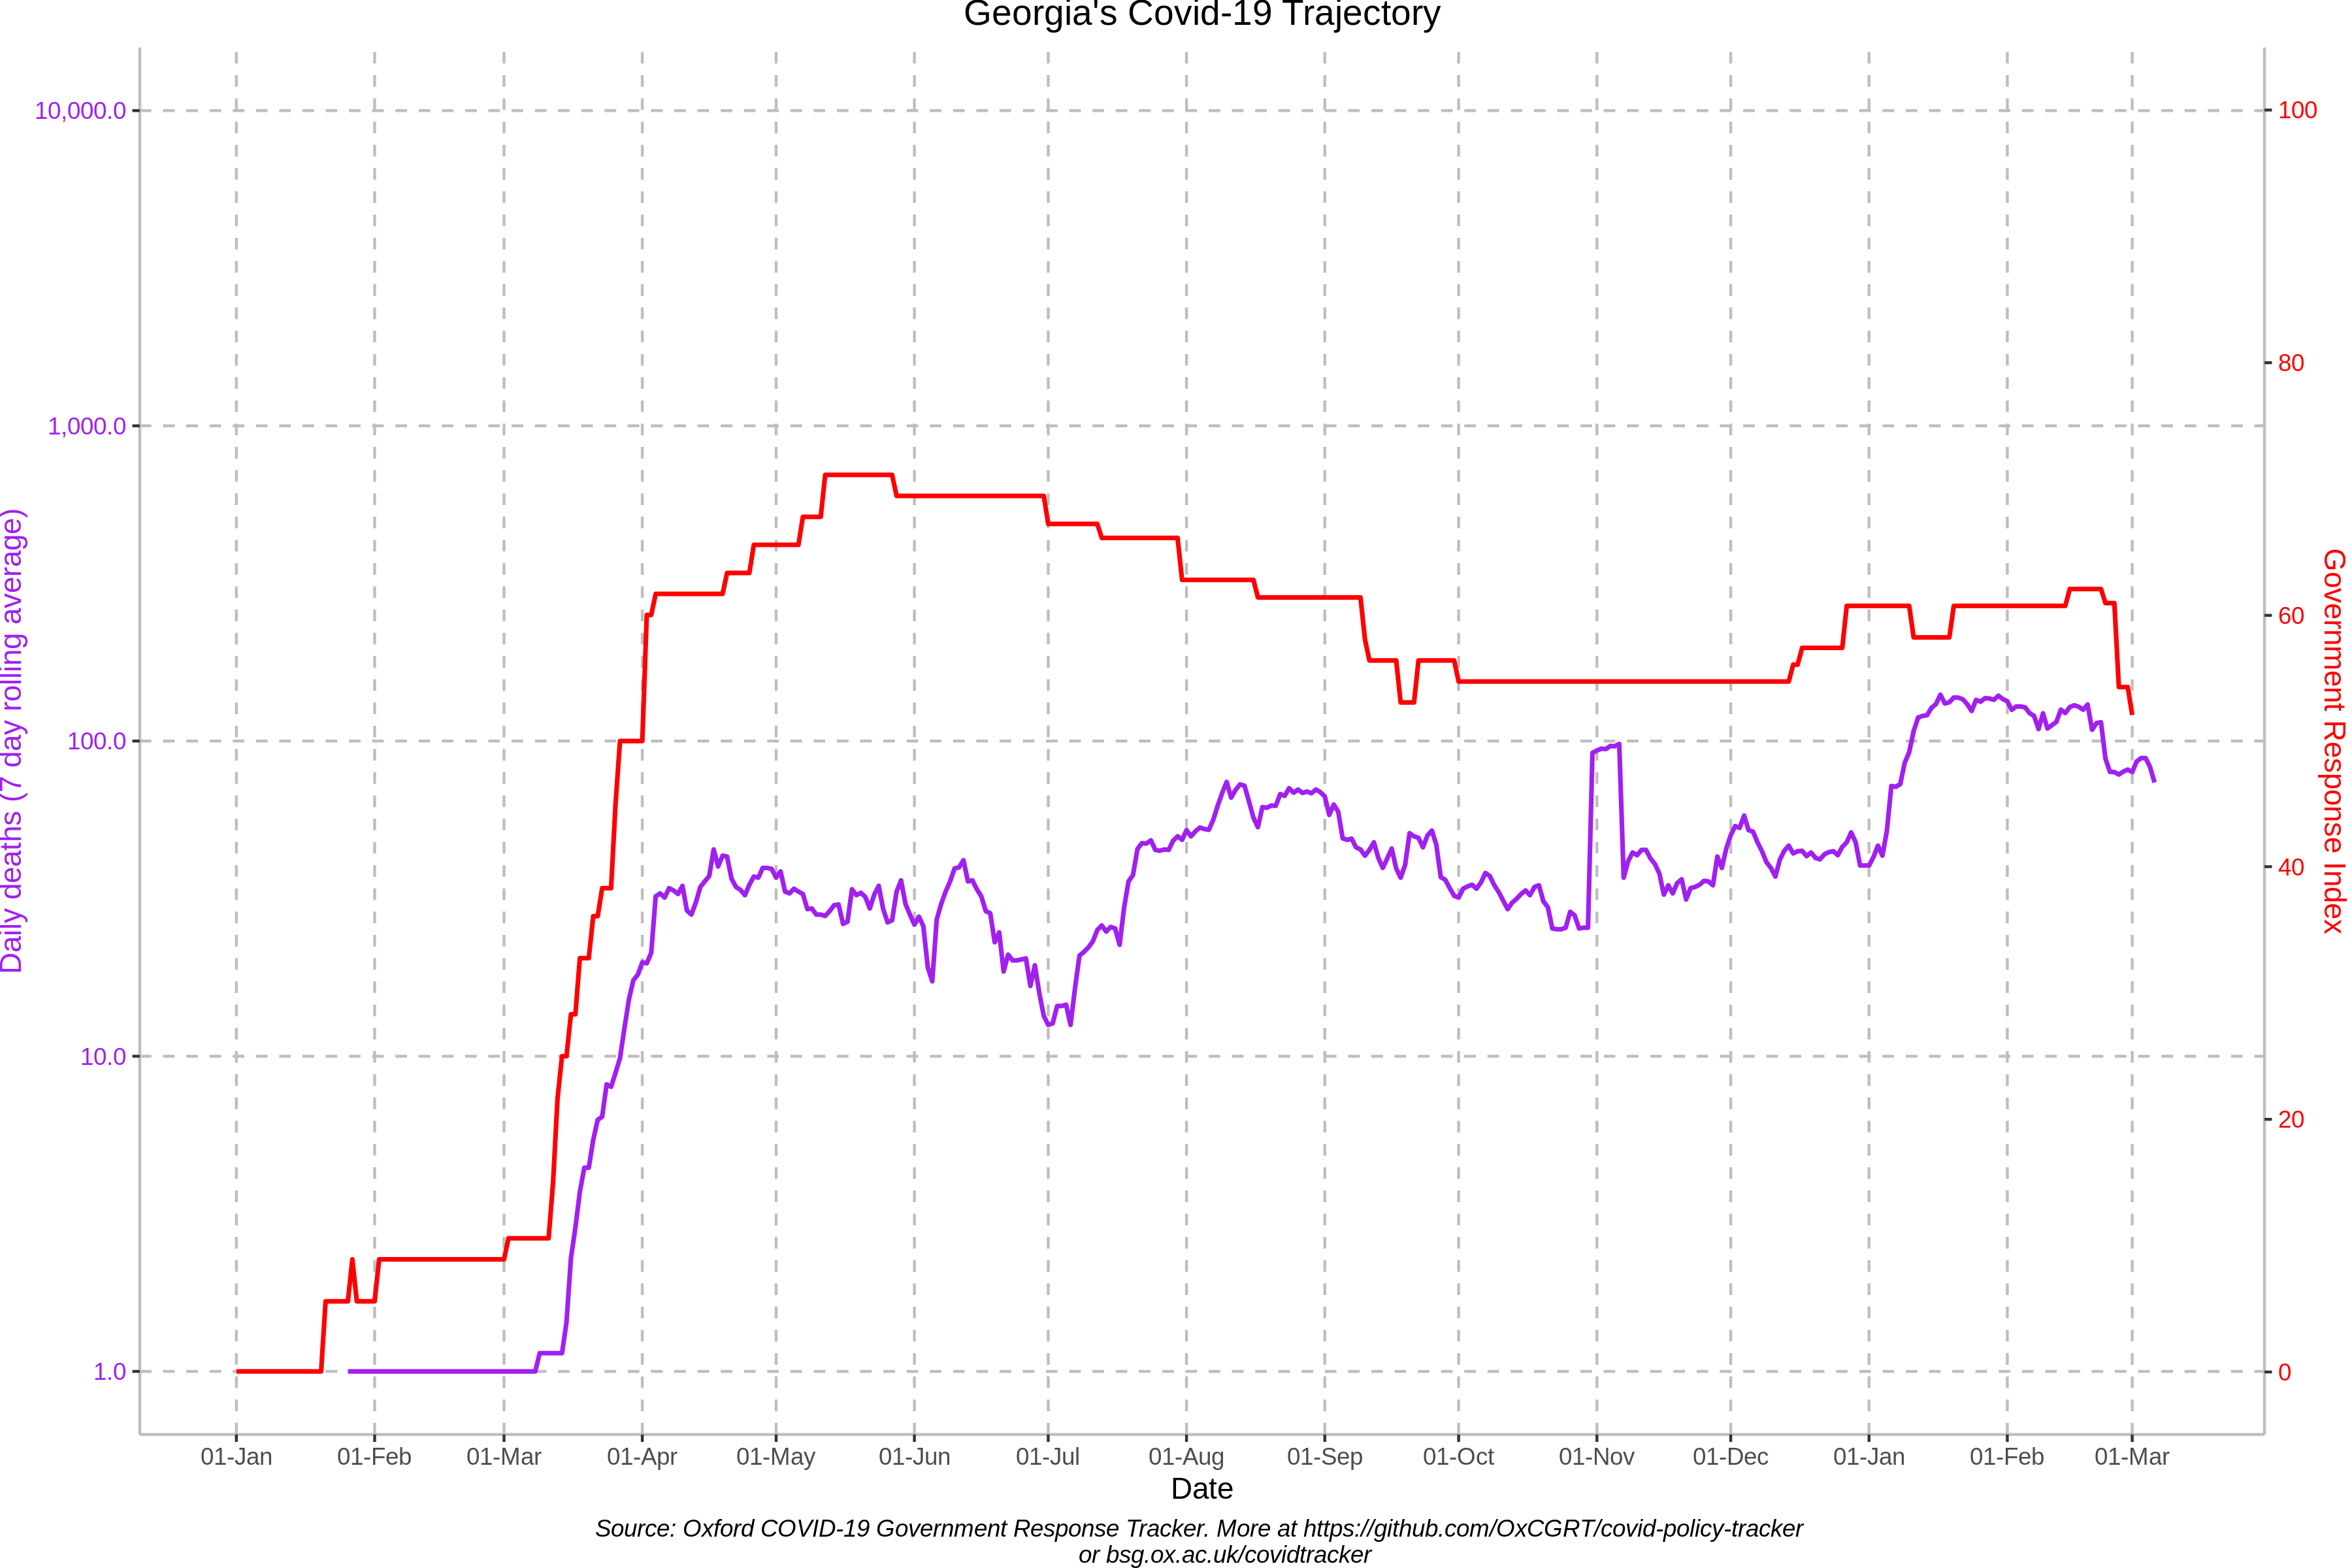 Georgia's Covid-19 Trajectory
10,000.0
1,000.0
100.0
10.0
1.0
Daily deaths (7 day rolling average)
100
80
60
40
20
0
Government Response Index
01-Jan 01-Feb 01-Mar 01-Apr 01-May 01-Jun 01-Jul 01-Aug 01-Sep 01-Oct 01-Nov 01-Dec 01-Jan 01-Feb 01-Mar
Date
Source: Oxford COVID-19 Government Response Tracker. More at https://github.com/OxCGRT/covid-policy-tracker
or bsg.ox.ac.uk/covidtracker